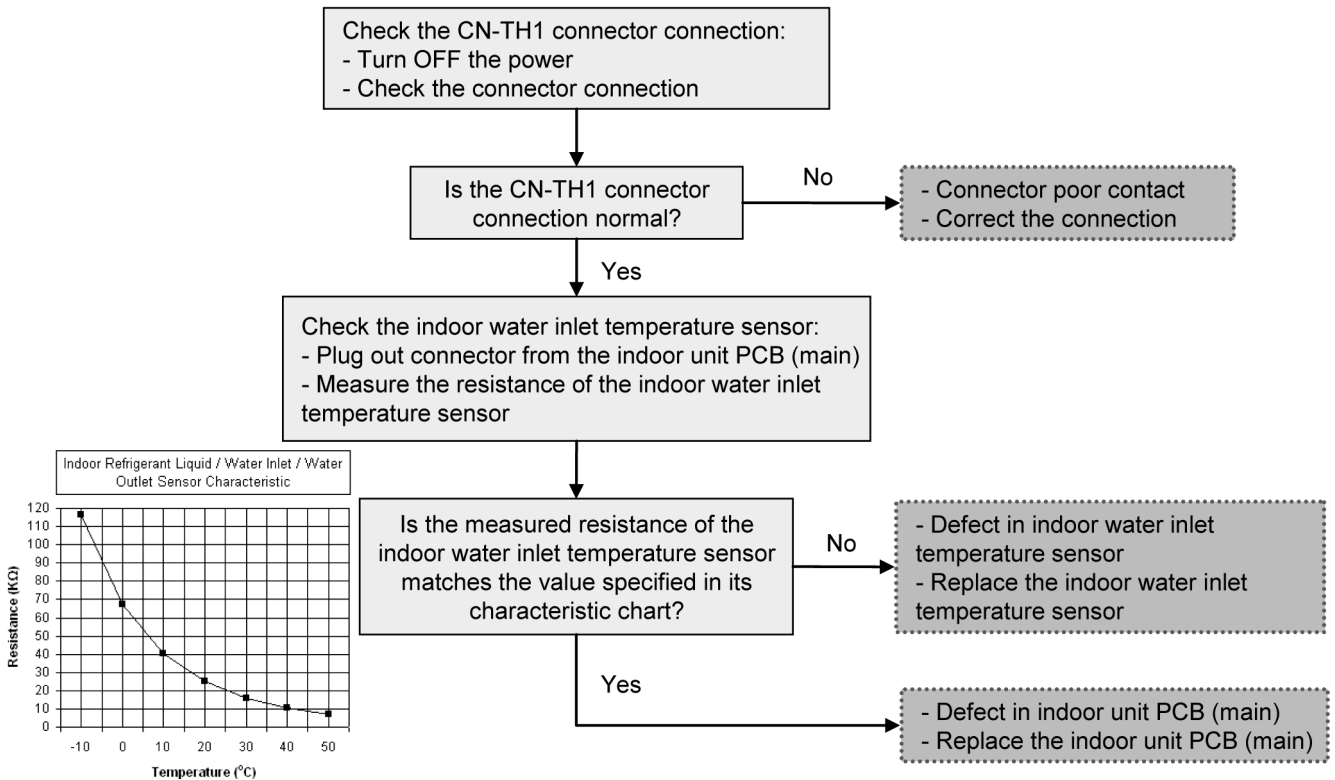 Check the CN-TH1 connector connection:
- Turn OFF the power
- Check the connector connection
Is the CN-TH1 connector
connection normal?
No
- Connector poor contact
- Correct the connection
Yes
Check the indoor water inlet temperature sensor:
- Plug out connector from the indoor unit PCB (main)
- Measure the resistance of the indoor water inlet
temperature sensor
Indoor Refrigerant Liquid / Water Inlet / Water
Outlet Sensor Characteristic
120
110
100
90
80
70
60
50
40
30
20
10
0
Resistance (KΩ)
-10 0 10 20 30 40 50
Temperature (°C)
Is the measured resistance of the
indoor water inlet temperature sensor
matches the value specified in its
characteristic chart?
No
- Defect in indoor water inlet
temperature sensor
- Replace the indoor water inlet
temperature sensor
Yes
- Defect in indoor unit PCB (main)
- Replace the indoor unit PCB (main)